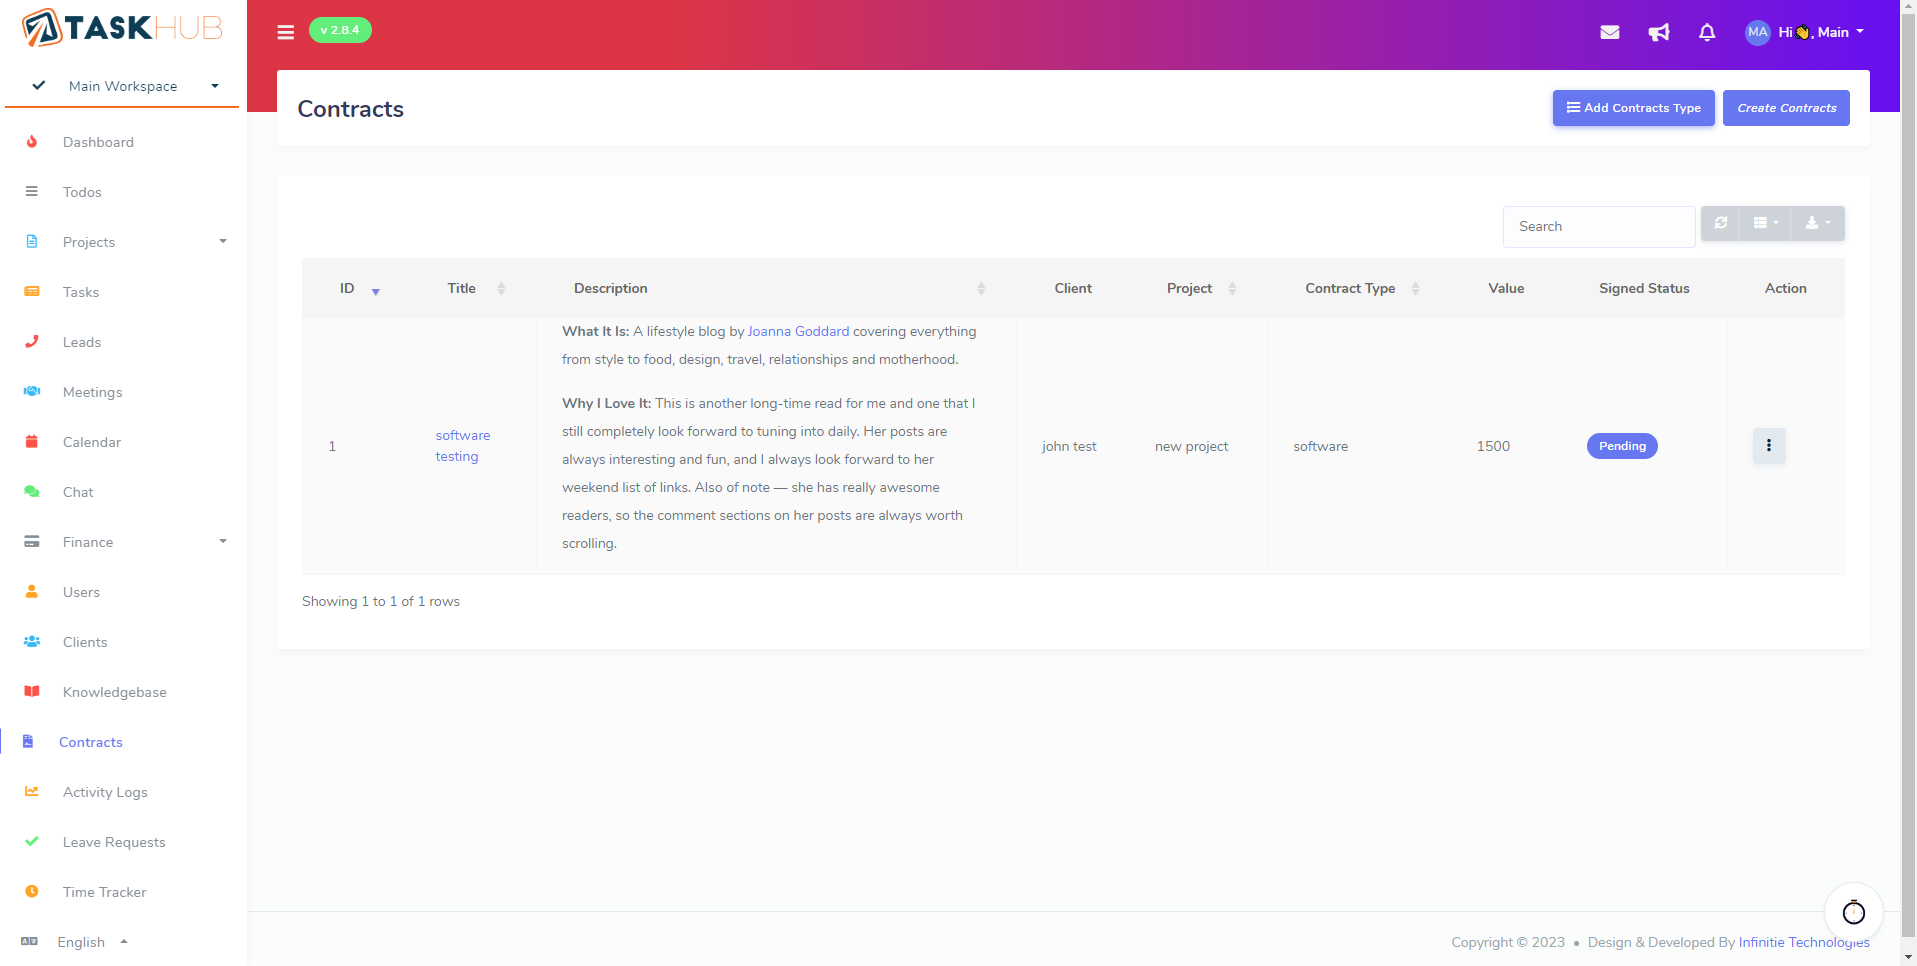 TASKHUB
v 2.8.4
MA Hi👋, Main
Main Workspace
Dashboard
Todos
Projects
Tasks
Leads
Meetings
Calendar
Chat
Finance
Users
Clients
Knowledgebase
Contracts
Activity Logs
Leave Requests
Time Tracker
English
Contracts
Add Contracts Type
Create Contracts
Search
ID Title Description Client Project Contract Type Value Signed Status Action
1
software
testing
What It Is: A lifestyle blog by Joanna Goddard covering everything
from style to food, design, travel, relationships and motherhood.
Why I Love It: This is another long-time read for me and one that I
still completely look forward to tuning into daily. Her posts are
always interesting and fun, and I always look forward to her
weekend list of links. Also of note — she has really awesome
readers, so the comment sections on her posts are always worth
scrolling.
john test
new project
software
1500
Pending
Showing 1 to 1 of 1 rows
Copyright © 2023 • Design & Developed By Infinitie Technologies